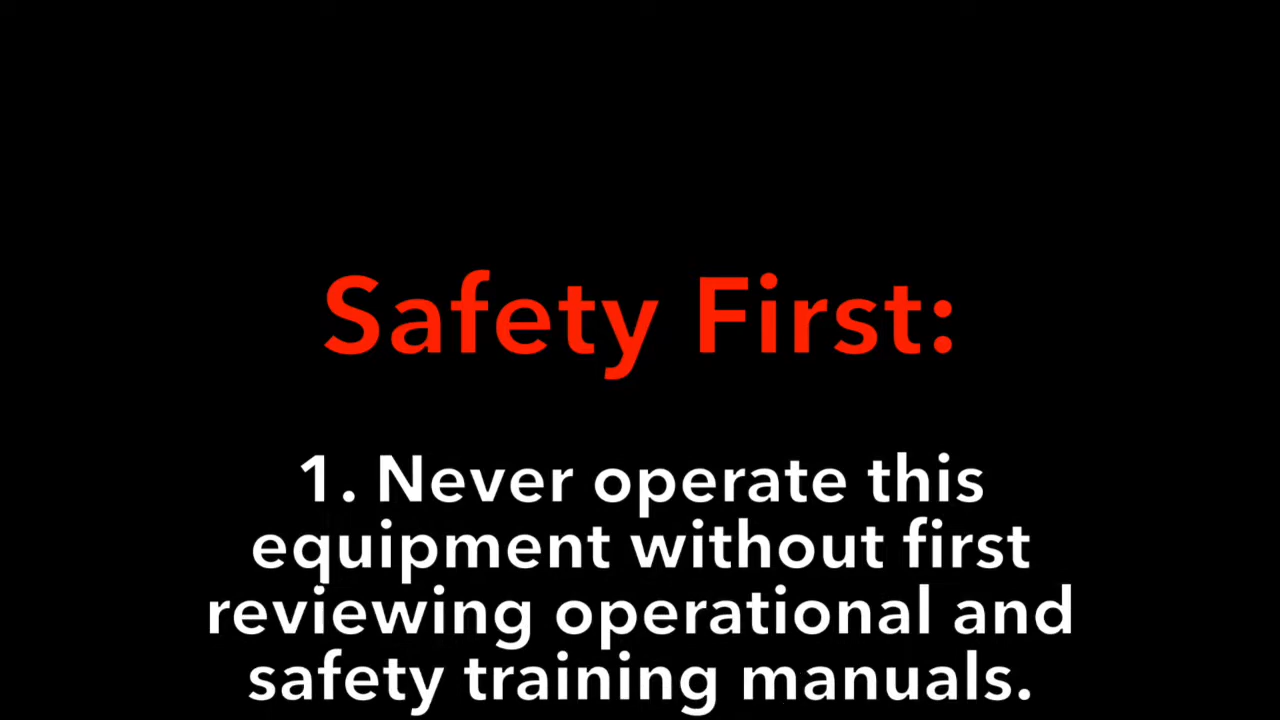 Safety First:
1. Never operate this
equipment without first
reviewing operational and
safety training manuals.